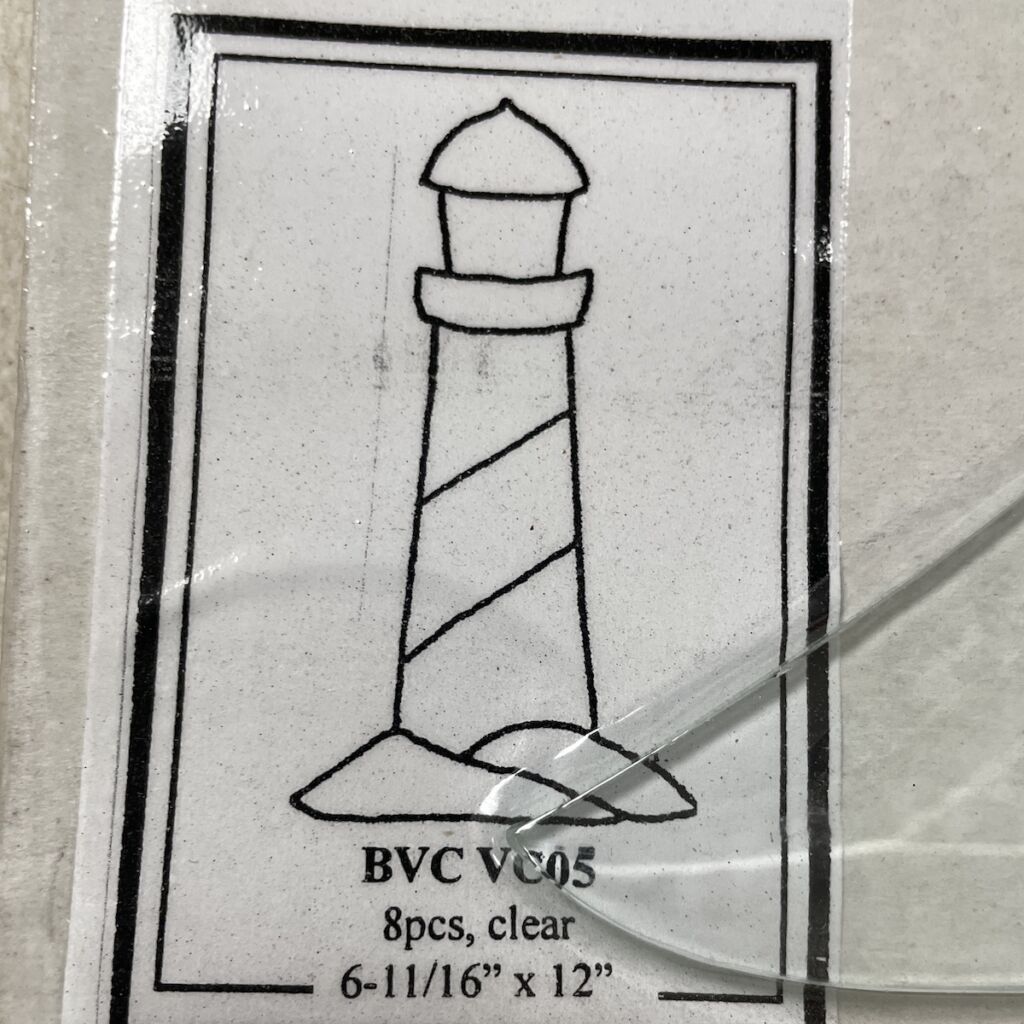 BVC VC05
8pcs, clear
6-11/16” x 12”